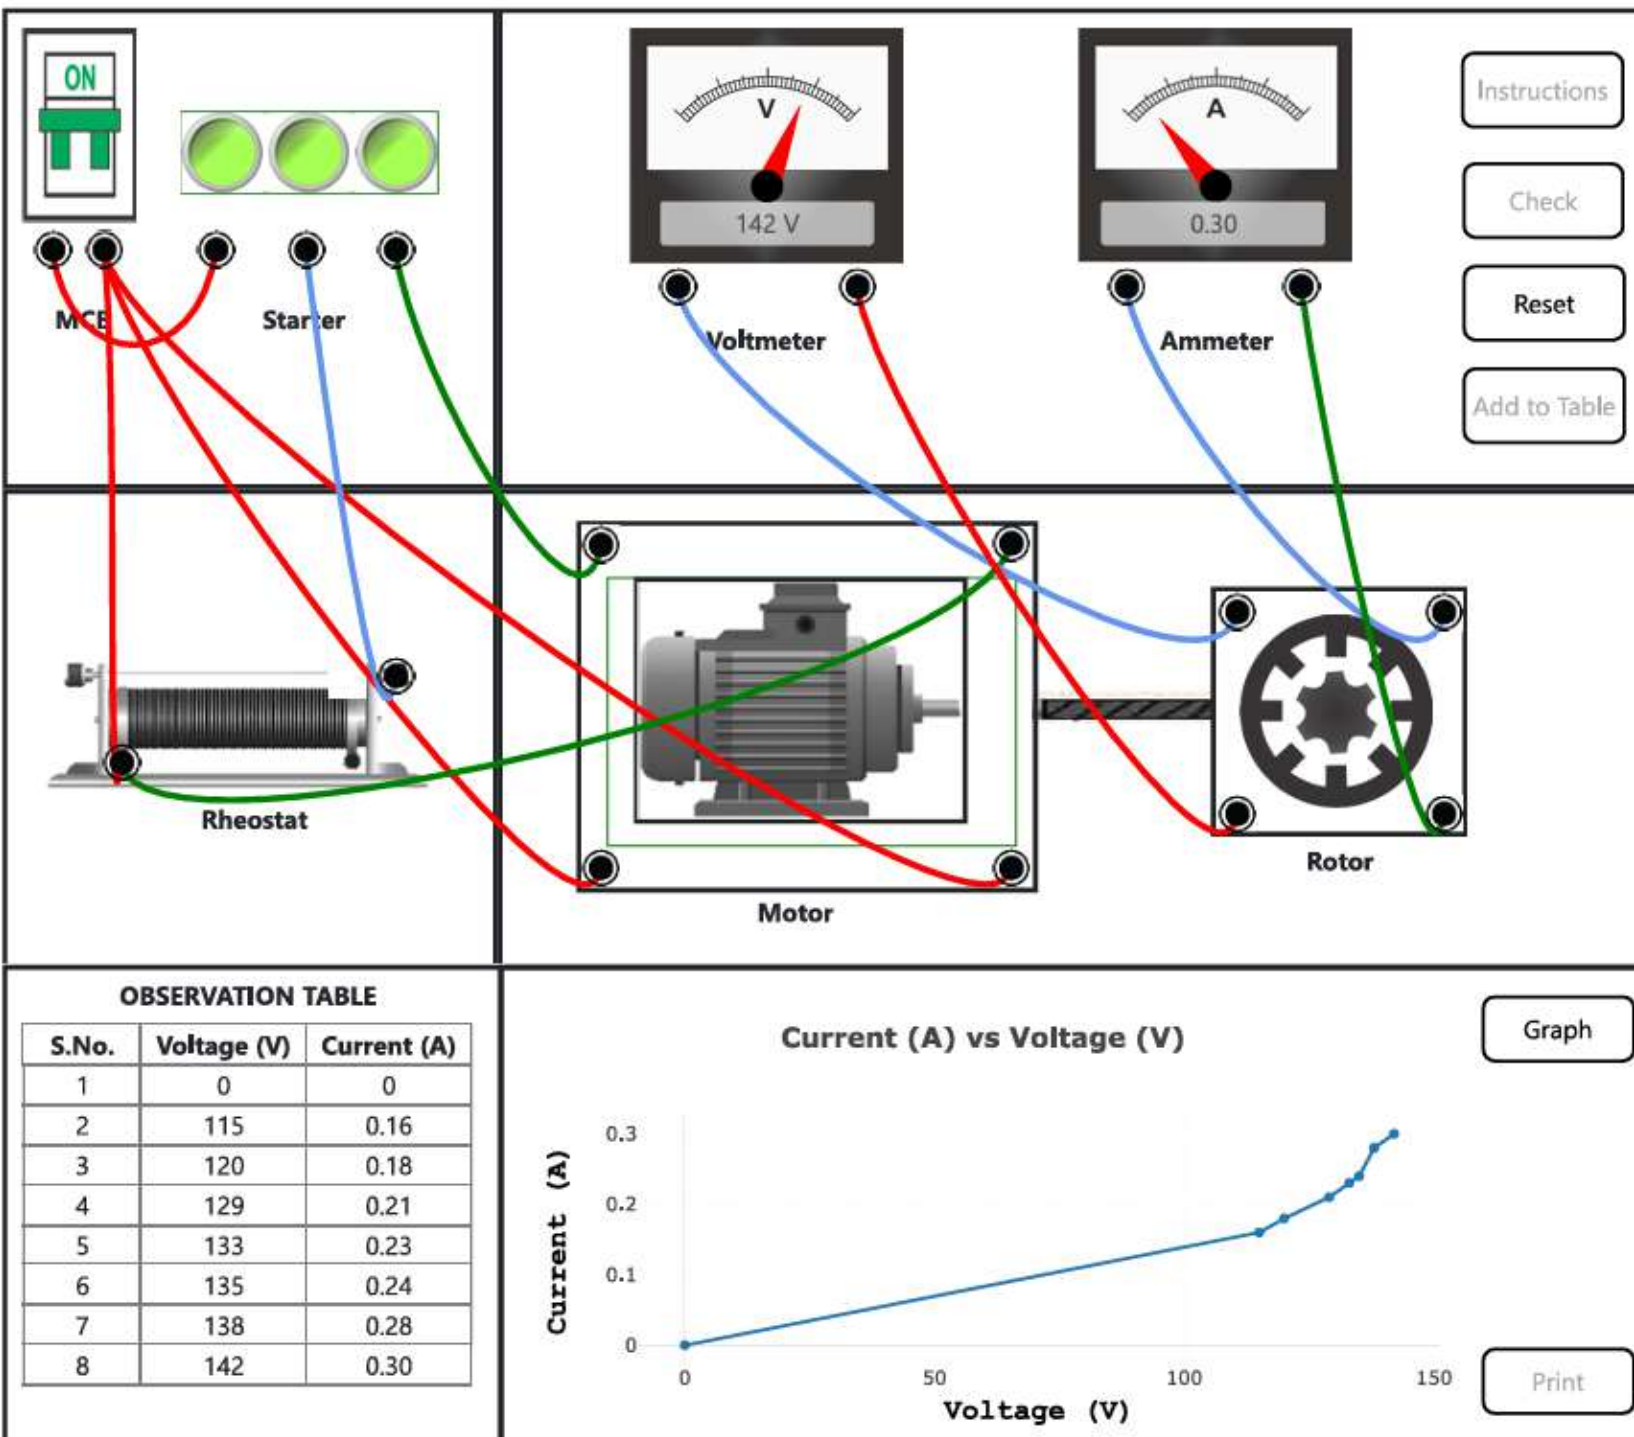 ON
V
142 V
A
0.30
Instructions
Check
Reset
Add to Table
MCB
Starter
Voltmeter
Ammeter
Rheostat
Motor
Rotor
OBSERVATION TABLE
S.No. Voltage (V) Current (A)
1 0 0
2 115 0.16
3 120 0.18
4 129 0.21
5 133 0.23
6 135 0.24
7 138 0.28
8 142 0.30
Current (A) vs Voltage (V)
Graph
Current (A)
0.3
0.2
0.1
0
0 50 100 150
Voltage (V)
Print